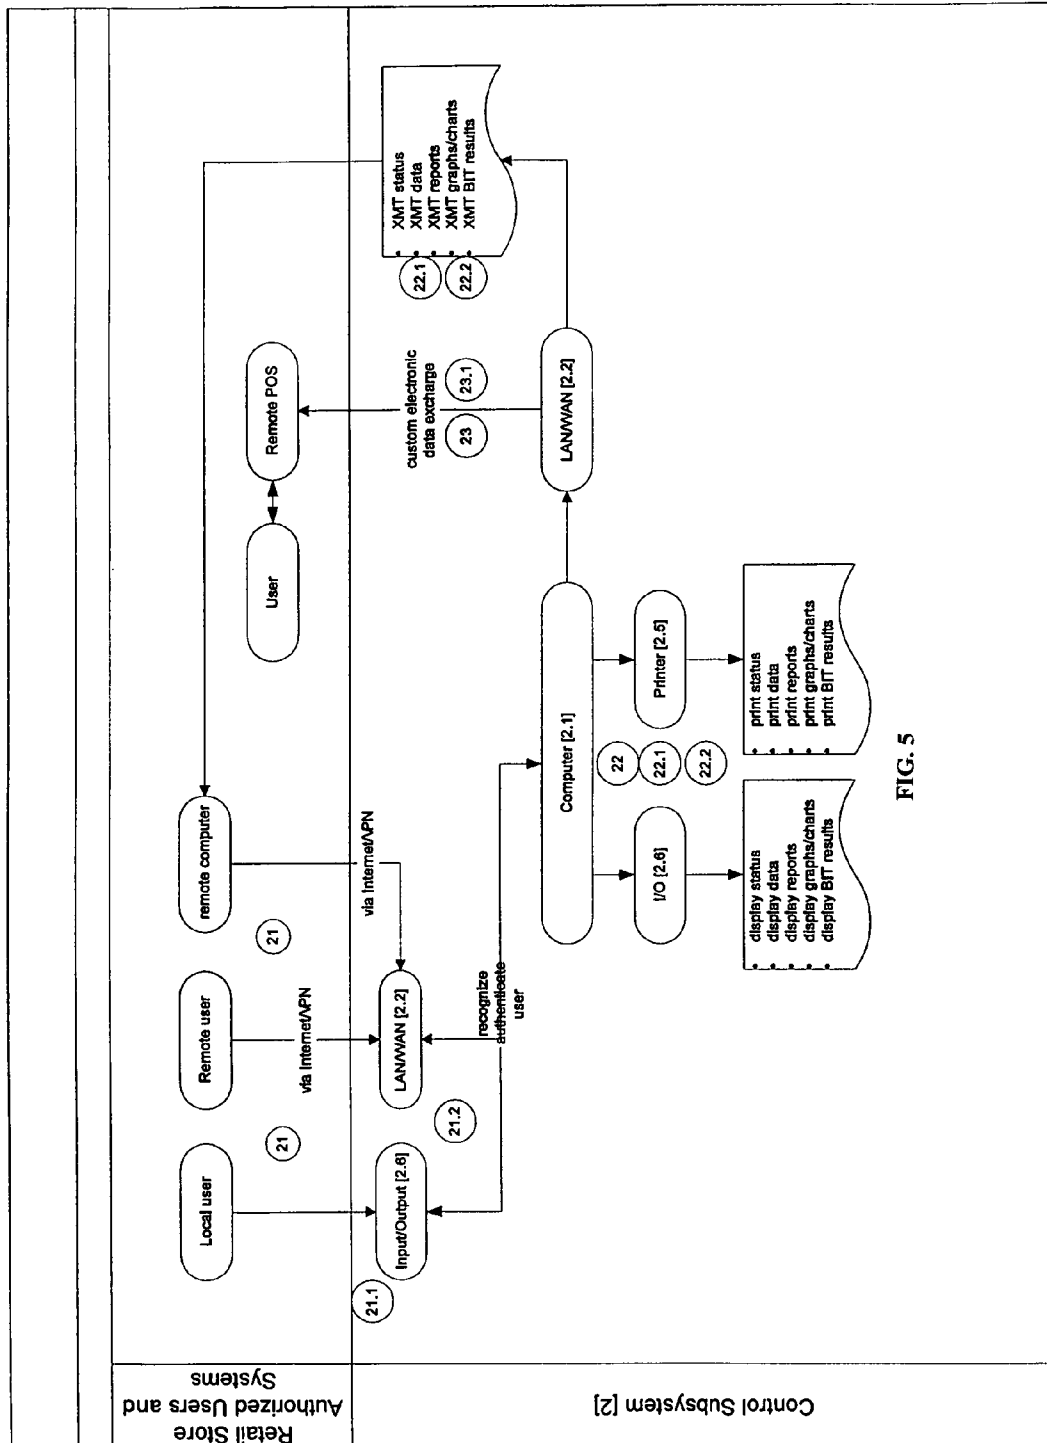 Retail Store
Authorized Users and
Systems
Local user
Remote user
remote computer
User
Remote POS
21
21
via Internet/VPN
via Internet/VPN
Control Subsystem [2]
21.1
Input/Output [2.6]
LAN/WAN [2.2]
21.2
recognize
authenticate
user
custom electronic
data exchange
23
23.1
• XMT status
• XMT data
• XMT reports
• XMT graphs/charts
• XMT BIT results
22.1
22.2
Computer [2.1]
LAN/WAN [2.2]
22
22.1
22.2
I/O [2.6]
Printer [2.5]
• display status
• display data
• display reports
• display graphs/charts
• display BIT results
• print status
• print data
• print reports
• print graphs/charts
• print BIT results
FIG. 5